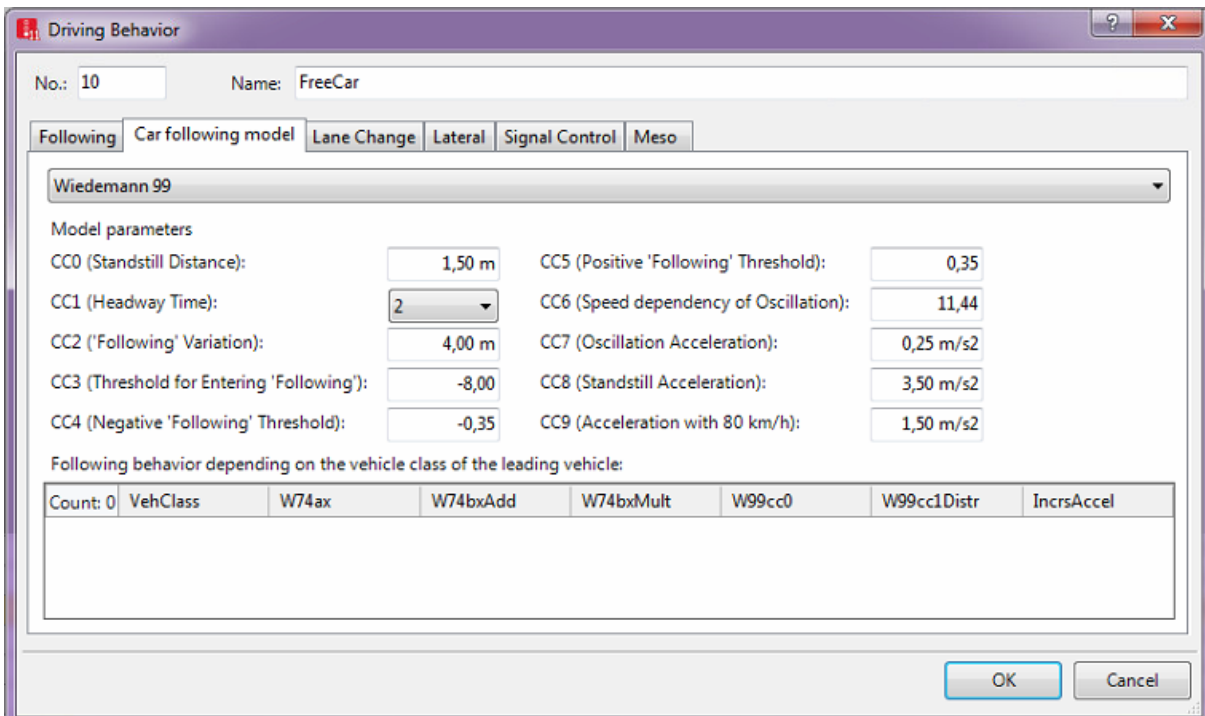 Driving Behavior
No.: 10 Name: FreeCar
Following Car following model Lane Change Lateral Signal Control Meso
Wiedemann 99
Model parameters
CC0 (Standstill Distance): 1,50 m CC5 (Positive 'Following' Threshold): 0,35
CC1 (Headway Time): 2 CC6 (Speed dependency of Oscillation): 11,44
CC2 ('Following' Variation): 4,00 m CC7 (Oscillation Acceleration): 0,25 m/s2
CC3 (Threshold for Entering 'Following'): -8,00 CC8 (Standstill Acceleration): 3,50 m/s2
CC4 (Negative 'Following' Threshold): -0,35 CC9 (Acceleration with 80 km/h): 1,50 m/s2
Following behavior depending on the vehicle class of the leading vehicle:
Count: 0 VehClass W74ax W74bxAdd W74bxMult W99cc0 W99cc1Distr IncrsAccel
OK Cancel